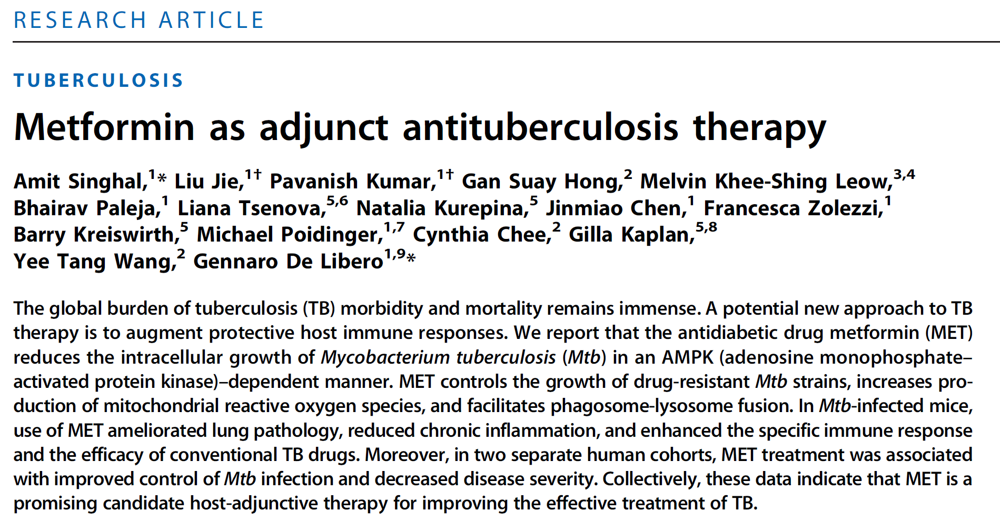 RESEARCH ARTICLE
TUBERCULOSIS
Metformin as adjunct antituberculosis therapy
Amit Singhal,1* Liu Jie,1† Pavanish Kumar,1† Gan Suay Hong,2 Melvin Khee-Shing Leow,3,4
Bhairav Paleja,1 Liana Tsenova,5,6 Natalia Kurepina,5 Jinmiao Chen,1 Francesca Zolezzi,1
Barry Kreiswirth,5 Michael Poidinger,1,7 Cynthia Chee,2 Gilla Kaplan,5,8
Yee Tang Wang,2 Gennaro De Libero1,9*
The global burden of tuberculosis (TB) morbidity and mortality remains immense. A potential new approach to TB
therapy is to augment protective host immune responses. We report that the antidiabetic drug metformin (MET)
reduces the intracellular growth of Mycobacterium tuberculosis (Mtb) in an AMPK (adenosine monophosphate–
activated protein kinase)–dependent manner. MET controls the growth of drug-resistant Mtb strains, increases pro-
duction of mitochondrial reactive oxygen species, and facilitates phagosome-lysosome fusion. In Mtb-infected mice,
use of MET ameliorated lung pathology, reduced chronic inflammation, and enhanced the specific immune response
and the efficacy of conventional TB drugs. Moreover, in two separate human cohorts, MET treatment was associated
with improved control of Mtb infection and decreased disease severity. Collectively, these data indicate that MET is a
promising candidate host-adjunctive therapy for improving the effective treatment of TB.